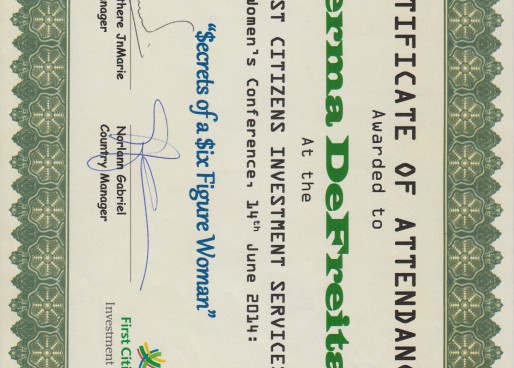 TIFICATE OF ATTENDANC
Awarded to
erma DeFreita
At the
ST CITIZENS INVESTMENT SERVICES
Women's Conference, 14th June 2014:
“$ecrets of a $ix Figure Woman”
there JnMarie
anager
Norlann Gabriel
Country Manager
First Citi
Investment